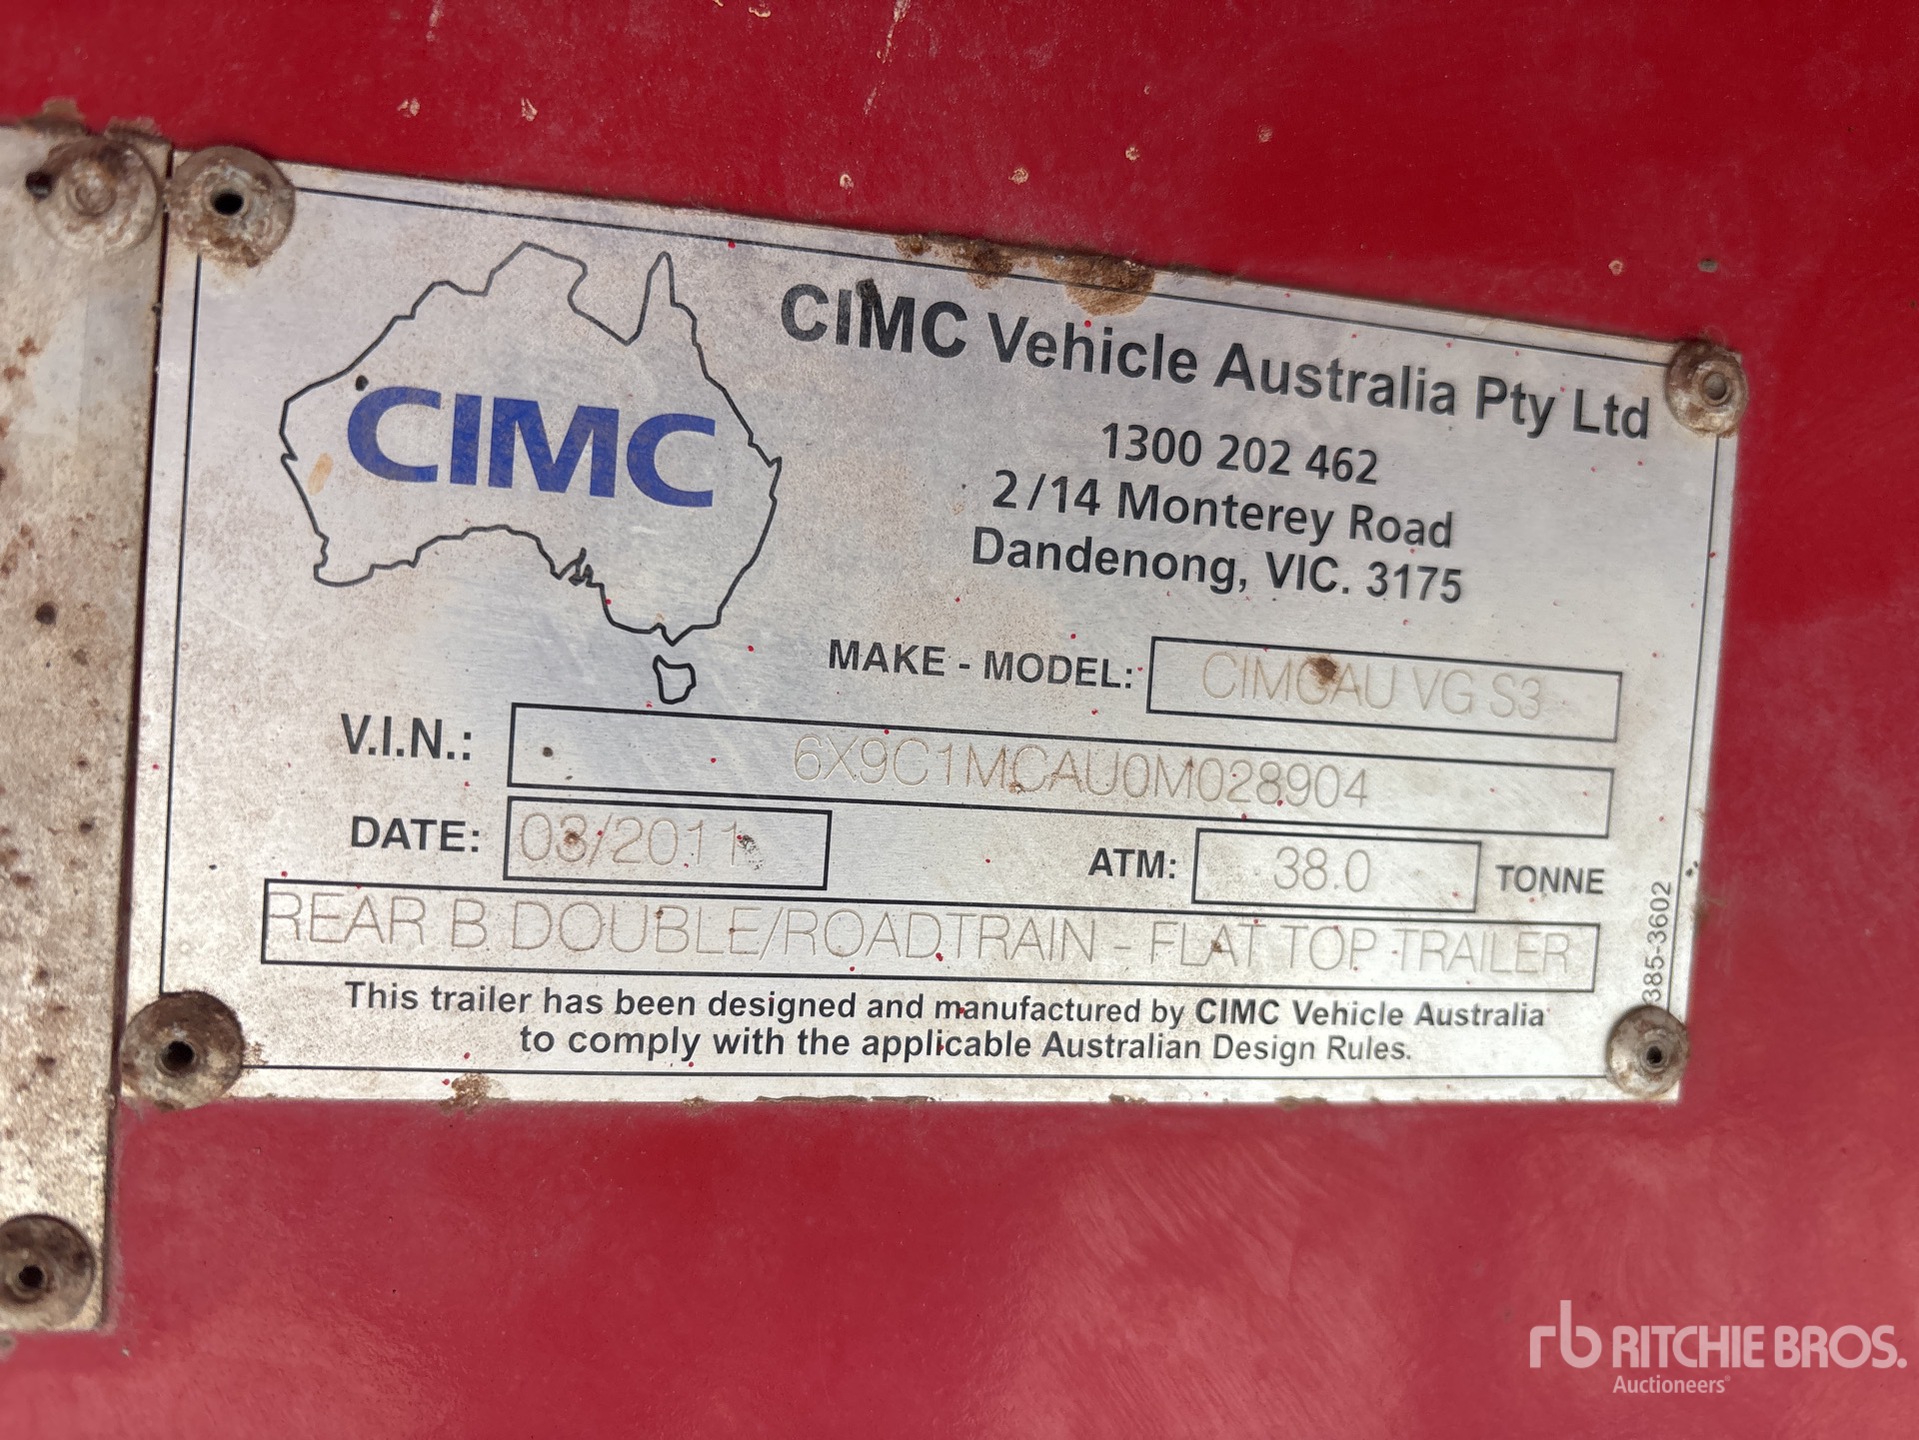 CIMC
CIMC Vehicle Australia Pty Ltd
1300 202 462
2/14 Monterey Road
Dandenong, VIC. 3175
MAKE - MODEL: CIMCAU VG S3
V.I.N.: 6X9C1MCAU0M028904
DATE: 03/2011 ATM: 38.0 TONNE
REAR B DOUBLE/ROADTRAIN - FLAT TOP TRAILER
385-3602
This trailer has been designed and manufactured by CIMC Vehicle Australia
to comply with the applicable Australian Design Rules.
rb RITCHIE BROS.
Auctioneers